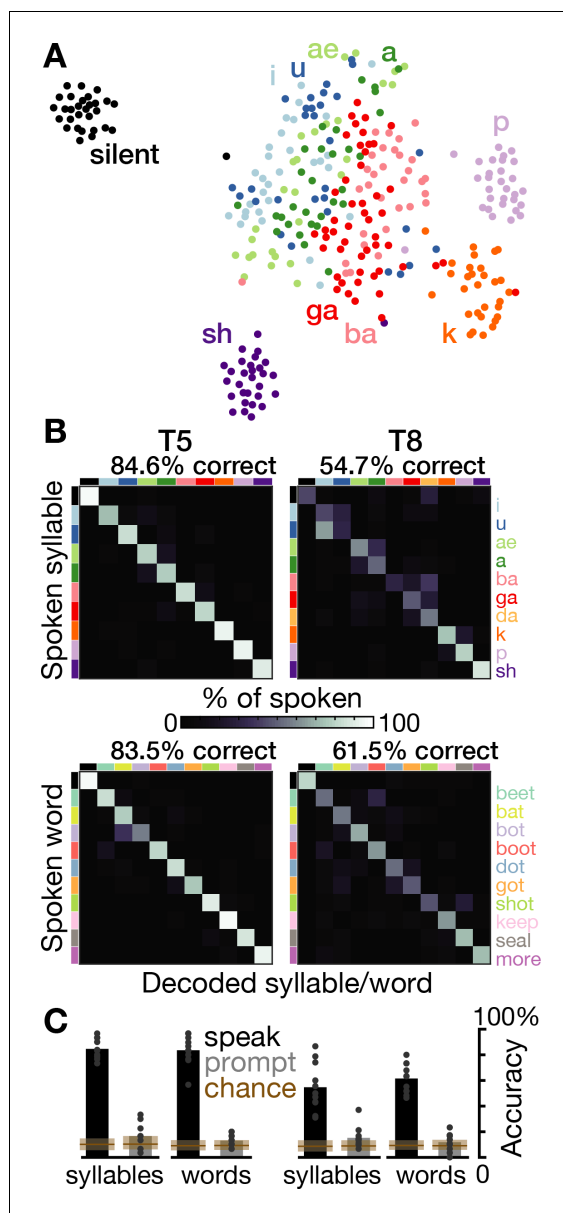 A
ae a
i u
p
silent
ga
sh ba k
B
T5 T8
84.6% correct 54.7% correct
Spoken syllable
i
u
ae
a
ba
ga
da
k
p
sh
% of spoken
0 100
83.5% correct 61.5% correct
Spoken word
beet
bat
bot
boot
dot
got
shot
keep
seal
more
Decoded syllable/word
C
speak
prompt
chance
100%
Accuracy
0
syllables words syllables words